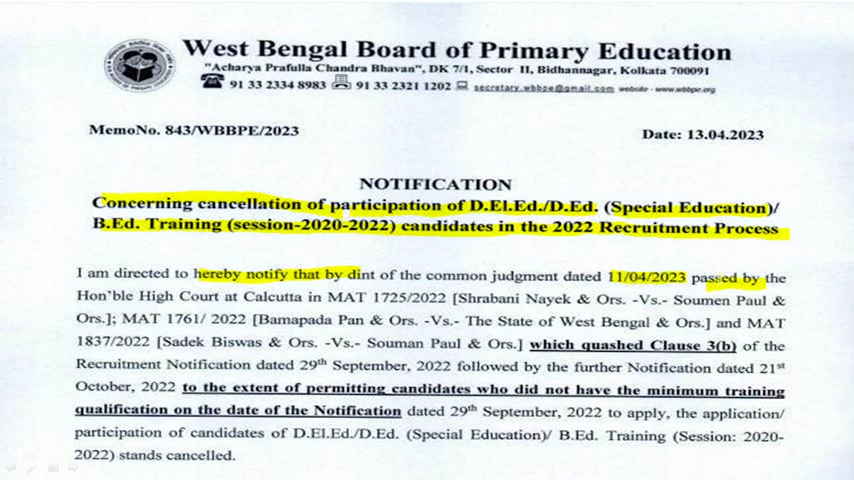 West Bengal Board of Primary Education
"Acharya Prafulla Chandra Bhavan", DK 7/1, Sector II, Bidhannagar, Kolkata 700091
91 33 2334 8983 91 33 2321 1202 secretary.wbbpe@gmail.com website - www.wbbpe.org
MemoNo. 843/WBBPE/2023 Date: 13.04.2023
NOTIFICATION
Concerning cancellation of participation of D.El.Ed./D.Ed. (Special Education)/
B.Ed. Training (session-2020-2022) candidates in the 2022 Recruitment Process
I am directed to hereby notify that by dint of the common judgment dated 11/04/2023 passed by the
Hon'ble High Court at Calcutta in MAT 1725/2022 [Shrabani Nayek & Ors. -Vs.- Soumen Paul &
Ors.]; MAT 1761/ 2022 [Bamapada Pan & Ors. -Vs.- The State of West Bengal & Ors.] and MAT
1837/2022 [Sadek Biswas & Ors. -Vs.- Souman Paul & Ors.] which quashed Clause 3(b) of
the Recruitment Notification dated 29th September, 2022 followed by the further Notification dated 21st
October, 2022 to the extent of permitting candidates who did not have the minimum training
qualification on the date of the Notification dated 29th September, 2022 to apply, the application/
participation of candidates of D.El.Ed./D.Ed. (Special Education)/ B.Ed. Training (Session: 2020-
2022) stands cancelled.